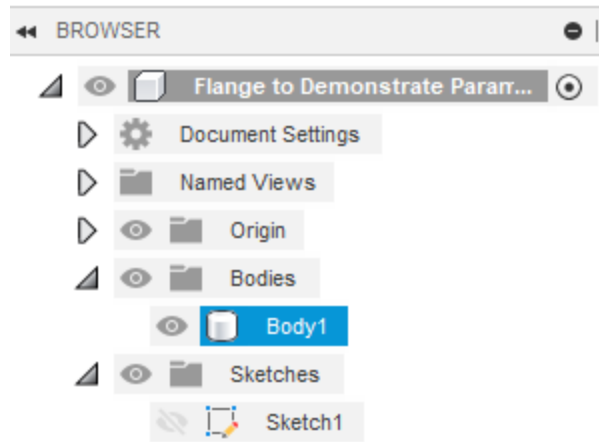 BROWSER
Flange to Demonstrate Param...
Document Settings
Named Views
Origin
Bodies
Body1
Sketches
Sketch1